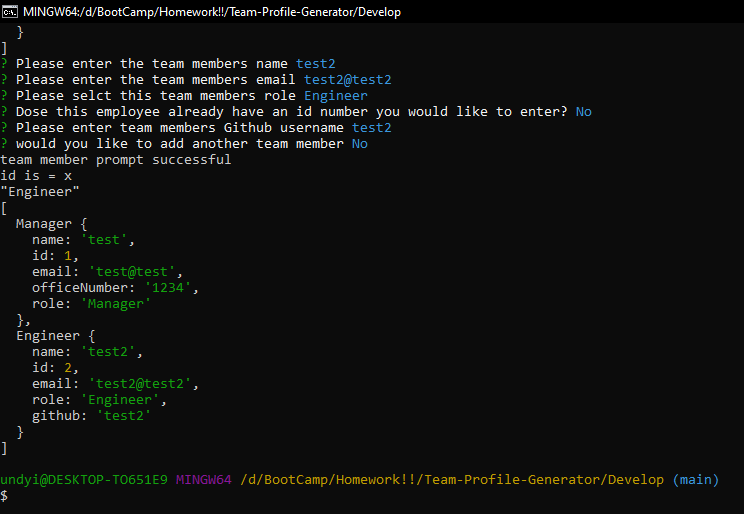 MINGW64:/d/BootCamp/Homework!!/Team-Profile-Generator/Develop
}
]
? Please enter the team members name test2
? Please enter the team members email test2@test2
? Please selct this team members role Engineer
? Dose this employee already have an id number you would like to enter? No
? Please enter team members Github username test2
? would you like to add another team member No
team member prompt successful
id is = x
"Engineer"
[
  Manager {
    name: 'test',
    id: 1,
    email: 'test@test',
    officeNumber: '1234',
    role: 'Manager'
  },
  Engineer {
    name: 'test2',
    id: 2,
    email: 'test2@test2',
    role: 'Engineer',
    github: 'test2'
  }
]
undyi@DESKTOP-TO651E9 MINGW64 /d/BootCamp/Homework!!/Team-Profile-Generator/Develop (main)
$